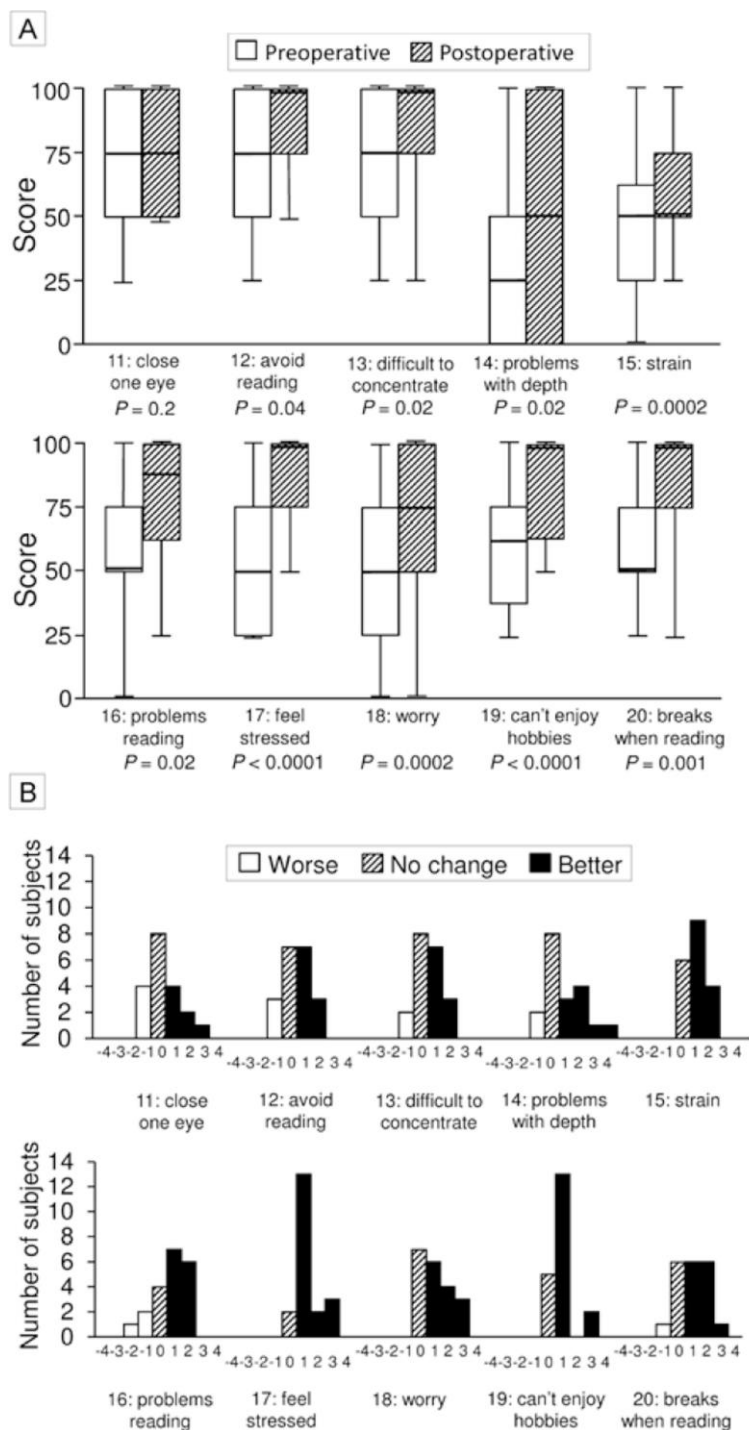 A
Preoperative Postoperative
100
75
50
25
0
Score
11: close 12: avoid 13: difficult to 14: problems 15: strain
one eye reading concentrate with depth
P = 0.2 P = 0.04 P = 0.02 P = 0.02 P = 0.0002
100
75
50
25
0
Score
16: problems 17: feel 18: worry 19: can't enjoy 20: breaks
reading stressed hobbies when reading
P = 0.02 P < 0.0001 P = 0.0002 P < 0.0001 P = 0.001
B
Worse No change Better
14
12
10
8
6
4
2
0
Number of subjects
-4-3-2-1 0 1 2 3 4 -4-3-2-1 0 1 2 3 4 -4-3-2-1 0 1 2 3 4 -4-3-2-1 0 1 2 3 4 -4-3-2-1 0 1 2 3 4
11: close 12: avoid 13: difficult to 14: problems 15: strain
one eye reading concentrate with depth
14
12
10
8
6
4
2
0
Number of subjects
-4-3-2-1 0 1 2 3 4 -4-3-2-1 0 1 2 3 4 -4-3-2-1 0 1 2 3 4 -4-3-2-1 0 1 2 3 4 -4-3-2-1 0 1 2 3 4
16: problems 17: feel 18: worry 19: can't enjoy 20: breaks
reading stressed hobbies when reading